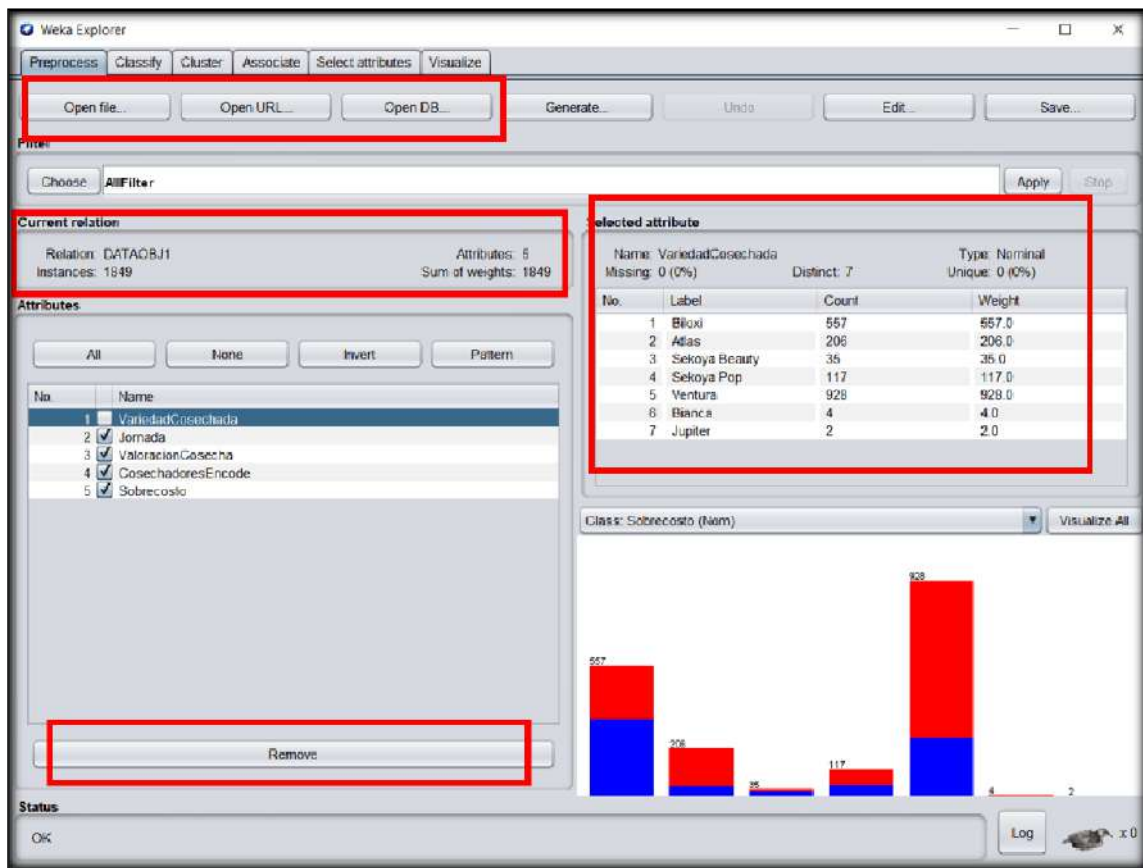 Weka Explorer
Preprocess Classify Cluster Associate Select attributes Visualize
Open file... Open URL... Open DB... Generate... Undo Edit... Save...
Filter
Choose AllFilter Apply Stop
Current relation
Relation: DATAOBJ1 Attributes: 5
Instances: 1849 Sum of weights: 1849
Selected attribute
Name: VariedadCosechada Type: Nominal
Missing: 0 (0%) Distinct: 7 Unique: 0 (0%)
No. Label Count Weight
1 Biloxi 557 557.0
2 Atlas 206 206.0
3 Sekoya Beauty 35 35.0
4 Sekoya Pop 117 117.0
5 Ventura 928 928.0
6 Bianca 4 4.0
7 Jupiter 2 2.0
Attributes
All None Invert Pattern
No. Name
1 VariedadCosechada
2 Jornada
3 ValoracionCosecha
4 CosechadoresEncode
5 Sobrecosto
Remove
Class: Sobrecosto (Nom) Visualize All
557 206 35 117 928 4 2
Status
OK Log x 0